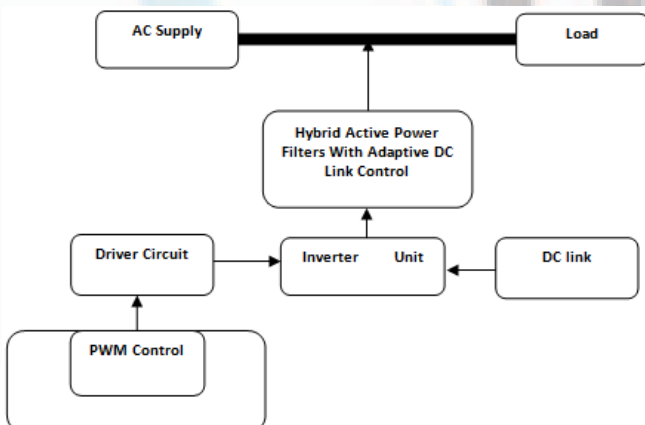 AC Supply
Load
Hybrid Active Power
Filters With Adaptive DC
Link Control
Driver Circuit
Inverter Unit
DC link
PWM Control